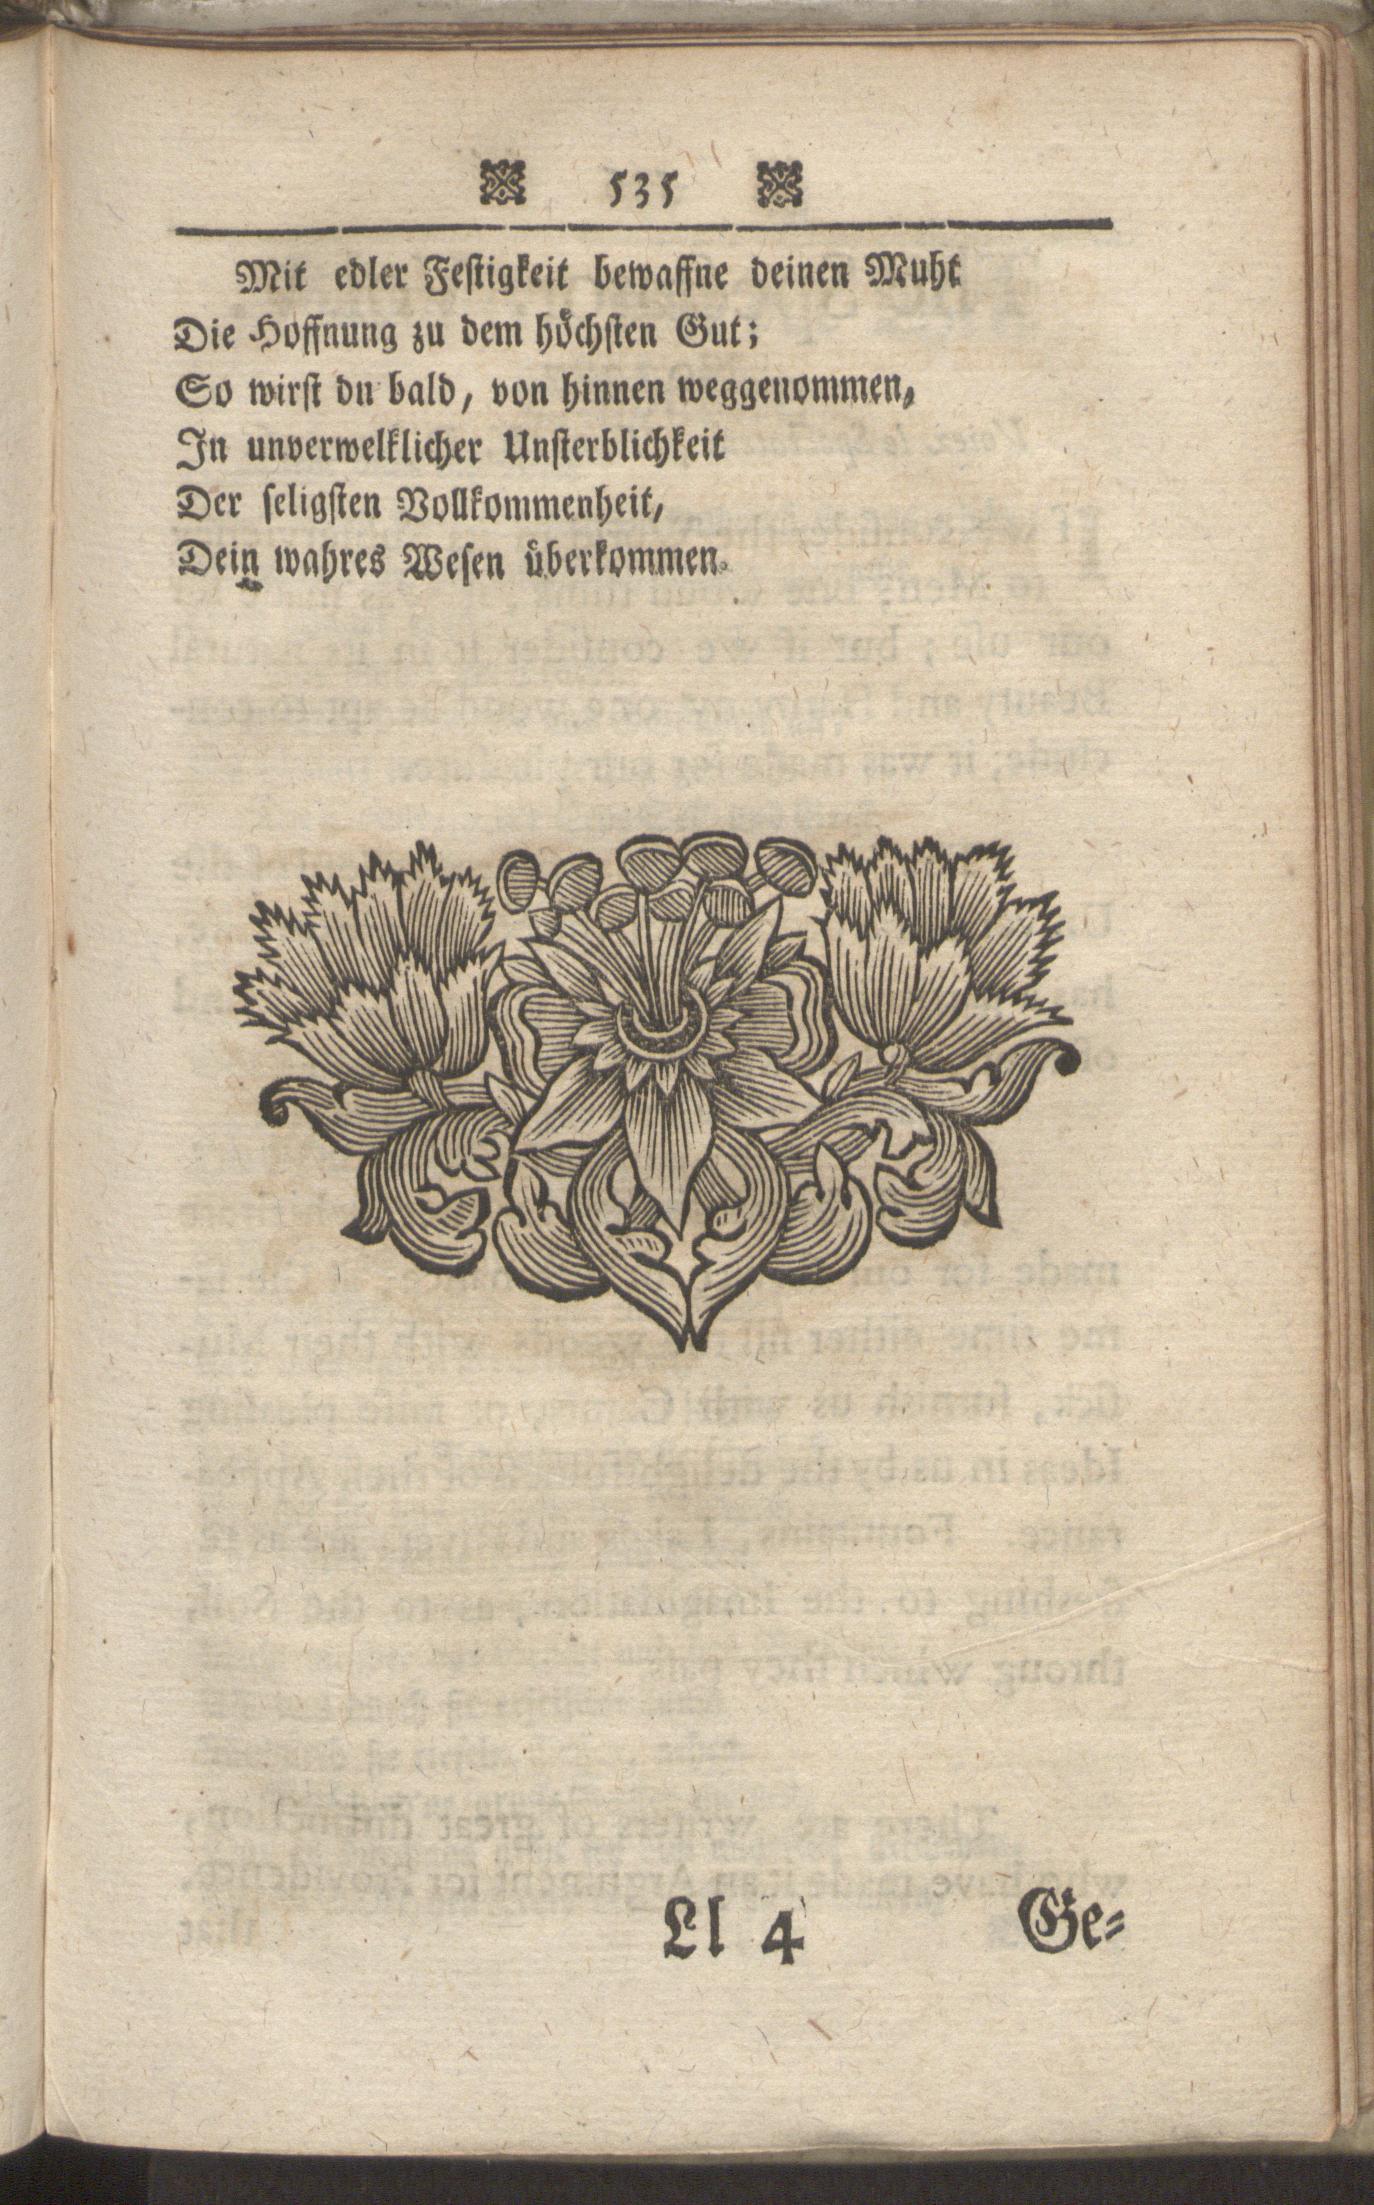 535
Mit edler Festigkeit bewaffne deinen Muht
Die Hoffnung zu dem höchsten Gut;
So wirst du bald, von hinnen weggenommen,
In unverwelklicher Unsterblichkeit
Der seligsten Vollkommenheit,
Dein wahres Wesen überkommen.
Ll 4
Ge-